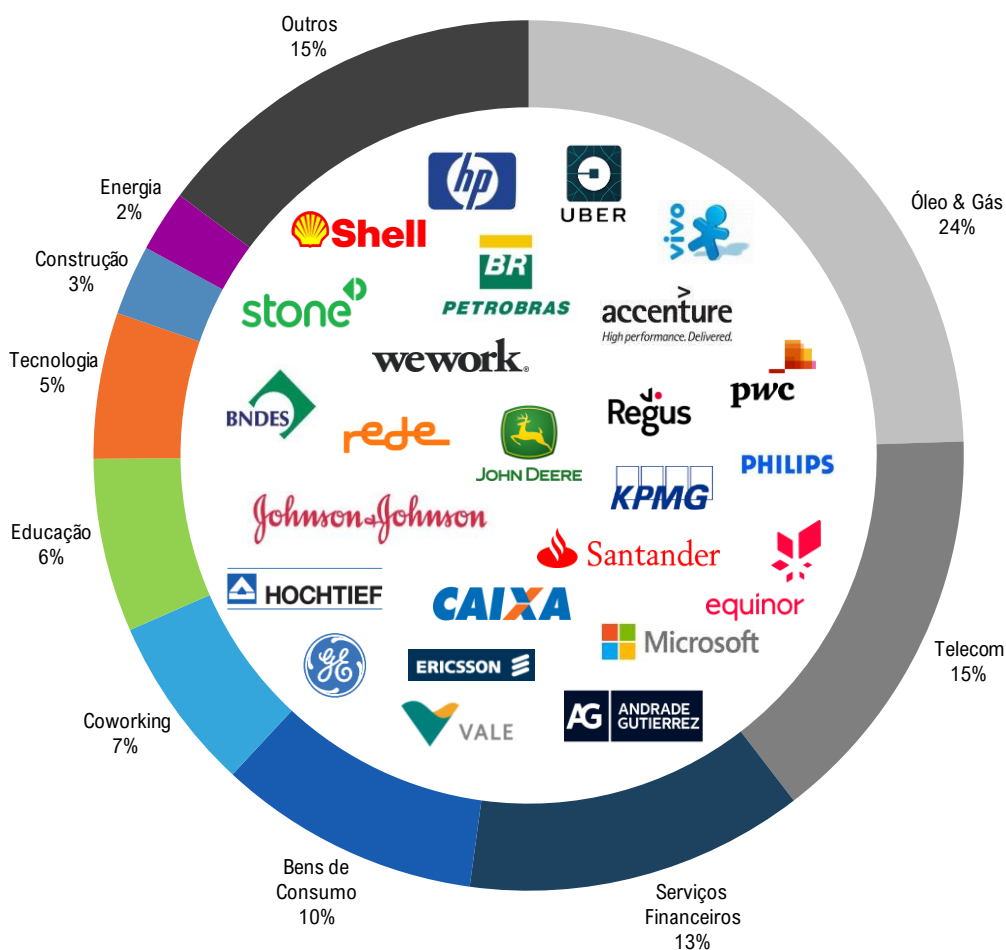 Outros
15%
Óleo & Gás
24%
Telecom
15%
Serviços
Financeiros
13%
Bens de
Consumo
10%
Coworking
7%
Educação
6%
Tecnologia
5%
Construção
3%
Energia
2%
hp
UBER
vivo
Shell
BR
PETROBRAS
stone
accenture
High performance. Delivered.
wework.
pwc
BNDES
rede
JOHN DEERE
Regus
PHILIPS
KPMG
Johnson & Johnson
Santander
HOCHTIEF
CAIXA
equinor
GE
ERICSSON
Microsoft
VALE
AG
ANDRADE
GUTIERREZ